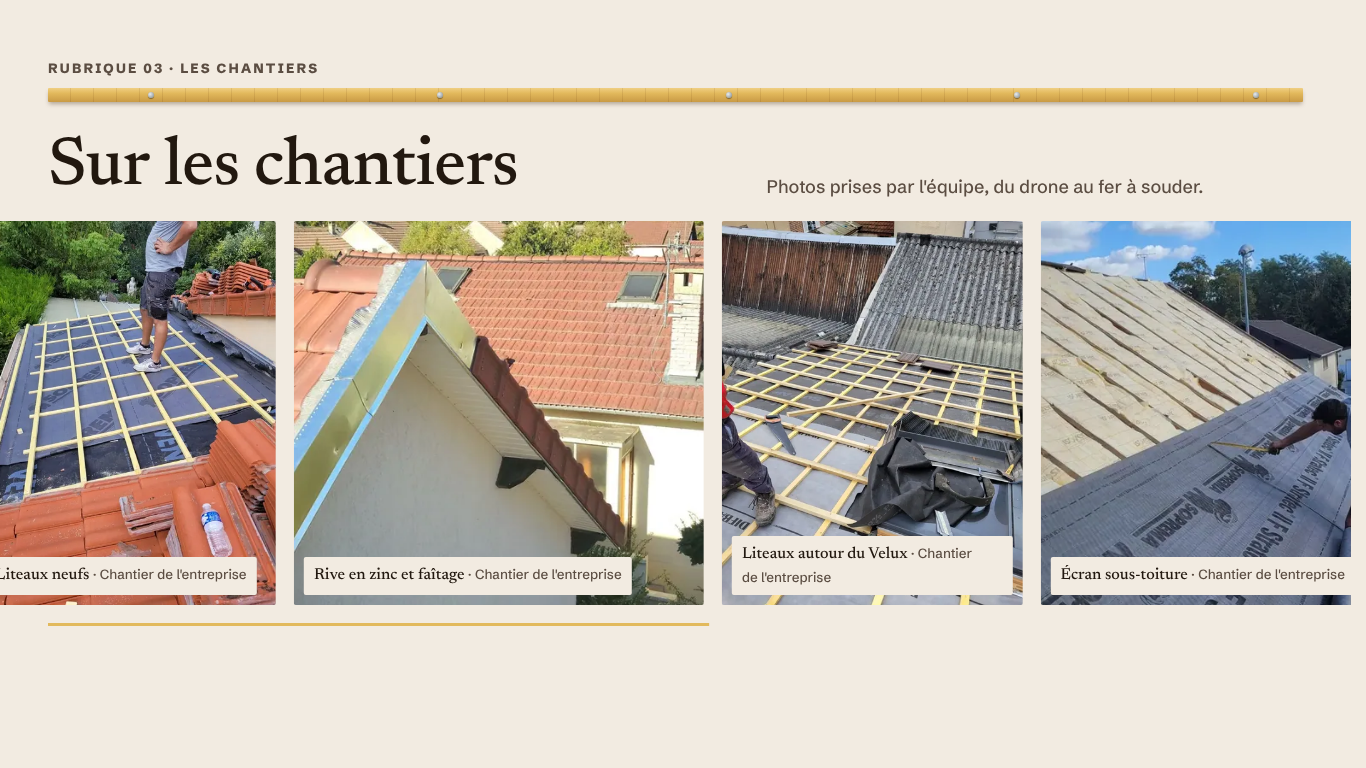 RUBRIQUE 03 · LES CHANTIERS
Sur les chantiers
Photos prises par l'équipe, du drone au fer à souder.
Liteaux neufs · Chantier de l'entreprise
Rive en zinc et faîtage · Chantier de l'entreprise
Liteaux autour du Velux · Chantier
de l'entreprise
Écran sous-toiture · Chantier de l'entreprise
SOPREMA
SOPREMA